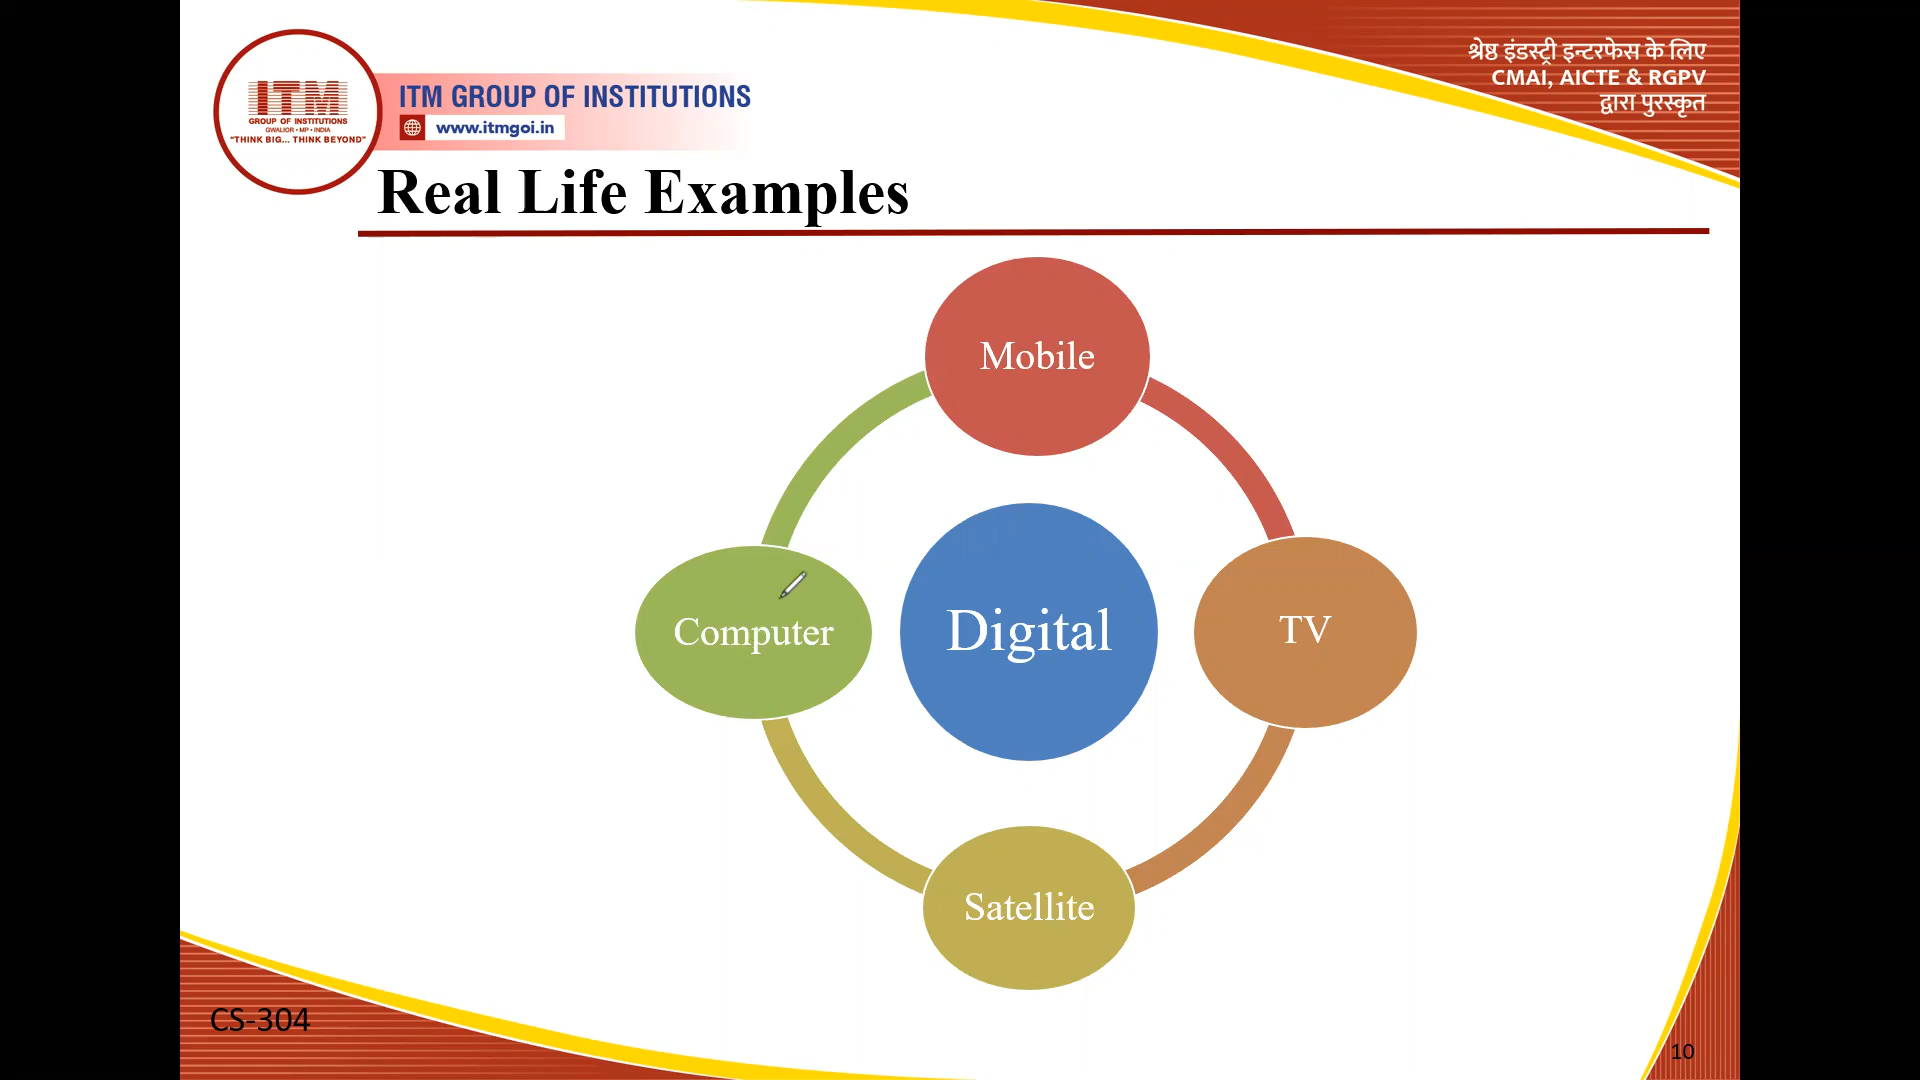 ITM
GROUP OF INSTITUTIONS
GWALIOR • MP • INDIA
"THINK BIG... THINK BEYOND"
ITM GROUP OF INSTITUTIONS
www.itmgoi.in
श्रेष्ठ इंडस्ट्री इन्टरफेस के लिए
CMAI, AICTE & RGPV
द्वारा पुरस्कृत
Real Life Examples
Mobile
Computer
Digital
TV
Satellite
CS-304
10